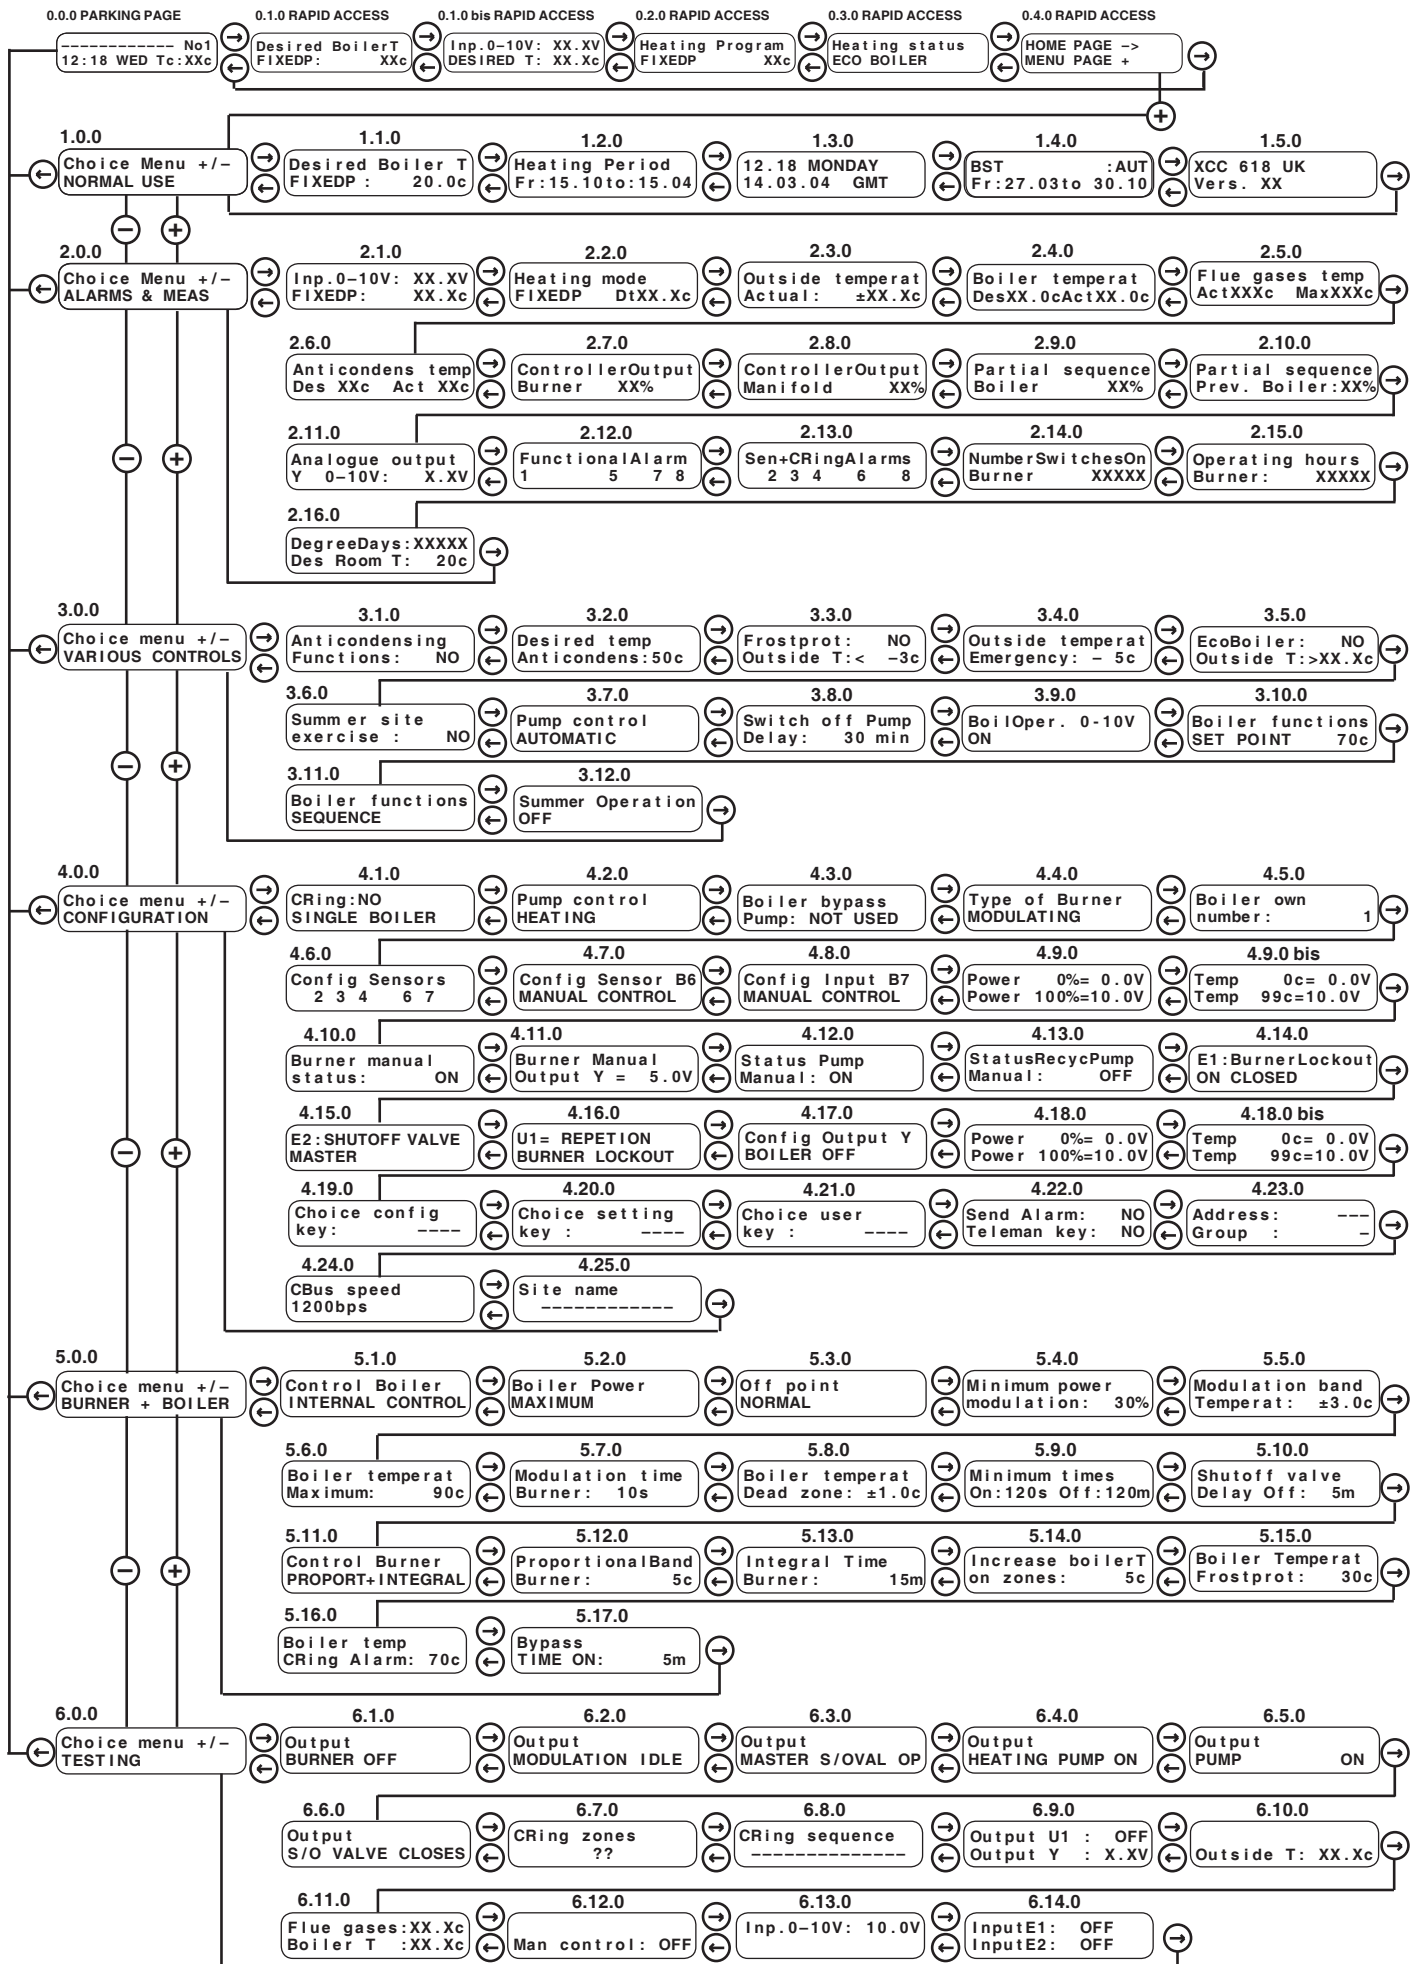 0.0.0 PARKING PAGE
0.1.0 RAPID ACCESS
0.1.0 bis RAPID ACCESS
0.2.0 RAPID ACCESS
0.3.0 RAPID ACCESS
0.4.0 RAPID ACCESS
------------ No1
12:18 WED Tc:XXc
Desired BoilerT
FIXEDP: XXc
Inp.0–10V: XX.XV
DESIRED T: XX.Xc
Heating Program
FIXEDP XXc
Heating status
ECO BOILER
HOME PAGE –>
MENU PAGE +
1.0.0
Choice Menu +/–
NORMAL USE
1.1.0
Desired Boiler T
FIXEDP : 20.0c
1.2.0
Heating Period
Fr:15.10to:15.04
1.3.0
12.18 MONDAY
14.03.04 GMT
1.4.0
BST :AUT
Fr:27.03to 30.10
1.5.0
XCC 618 UK
Vers. XX
2.0.0
Choice Menu +/–
ALARMS & MEAS
2.1.0
Inp.0–10V: XX.XV
FIXEDP: XX.Xc
2.2.0
Heating mode
FIXEDP DtXX.Xc
2.3.0
Outside temperat
Actual: ±XX.Xc
2.4.0
Boiler temperat
DesXX.0cActXX.0c
2.5.0
Flue gases temp
ActXXXc MaxXXXc
2.6.0
Anticondens temp
Des XXc Act XXc
2.7.0
ControllerOutput
Burner XX%
2.8.0
ControllerOutput
Manifold XX%
2.9.0
Partial sequence
Boiler XX%
2.10.0
Partial sequence
Prev. Boiler:XX%
2.11.0
Analogue output
Y 0–10V: X.XV
2.12.0
FunctionalAlarm
1 5 7 8
2.13.0
Sen+CRingAlarms
2 3 4 6 8
2.14.0
NumberSwitchesOn
Burner XXXXX
2.15.0
Operating hours
Burner: XXXXX
2.16.0
DegreeDays:XXXXX
Des Room T: 20c
3.0.0
Choice menu +/–
VARIOUS CONTROLS
3.1.0
Anticondensing
Functions: NO
3.2.0
Desired temp
Anticondens:50c
3.3.0
Frostprot: NO
Outside T:< –3c
3.4.0
Outside temperat
Emergency: – 5c
3.5.0
EcoBoiler: NO
Outside T:>XX.Xc
3.6.0
Summer site
exercise : NO
3.7.0
Pump control
AUTOMATIC
3.8.0
Switch off Pump
Delay: 30 min
3.9.0
BoilOper. 0-10V
ON
3.10.0
Boiler functions
SET POINT 70c
3.11.0
Boiler functions
SEQUENCE
3.12.0
Summer Operation
OFF
4.0.0
Choice menu +/–
CONFIGURATION
4.1.0
CRing:NO
SINGLE BOILER
4.2.0
Pump control
HEATING
4.3.0
Boiler bypass
Pump: NOT USED
4.4.0
Type of Burner
MODULATING
4.5.0
Boiler own
number: 1
4.6.0
Config Sensors
2 3 4 6 7
4.7.0
Config Sensor B6
MANUAL CONTROL
4.8.0
Config Input B7
MANUAL CONTROL
4.9.0
Power 0%= 0.0V
Power 100%=10.0V
4.9.0 bis
Temp 0c= 0.0V
Temp 99c=10.0V
4.10.0
Burner manual
status: ON
4.11.0
Burner Manual
Output Y = 5.0V
4.12.0
Status Pump
Manual: ON
4.13.0
StatusRecycPump
Manual: OFF
4.14.0
E1:BurnerLockout
ON CLOSED
4.15.0
E2:SHUTOFF VALVE
MASTER
4.16.0
U1= REPETION
BURNER LOCKOUT
4.17.0
Config Output Y
BOILER OFF
4.18.0
Power 0%= 0.0V
Power 100%=10.0V
4.18.0 bis
Temp 0c= 0.0V
Temp 99c=10.0V
4.19.0
Choice config
key: ––––
4.20.0
Choice setting
key : ––––
4.21.0
Choice user
key : ––––
4.22.0
Send Alarm: NO
Teleman key: NO
4.23.0
Address: –––
Group : –
4.24.0
CBus speed
1200bps
4.25.0
Site name
––––––––––––
5.0.0
Choice menu +/–
BURNER + BOILER
5.1.0
Control Boiler
INTERNAL CONTROL
5.2.0
Boiler Power
MAXIMUM
5.3.0
Off point
NORMAL
5.4.0
Minimum power
modulation: 30%
5.5.0
Modulation band
Temperat: ±3.0c
5.6.0
Boiler temperat
Maximum: 90c
5.7.0
Modulation time
Burner: 10s
5.8.0
Boiler temperat
Dead zone: ±1.0c
5.9.0
Minimum times
On:120s Off:120m
5.10.0
Shutoff valve
Delay Off: 5m
5.11.0
Control Burner
PROPORT+INTEGRAL
5.12.0
ProportionalBand
Burner: 5c
5.13.0
Integral Time
Burner: 15m
5.14.0
Increase boilerT
on zones: 5c
5.15.0
Boiler Temperat
Frostprot: 30c
5.16.0
Boiler temp
CRing Alarm: 70c
5.17.0
Bypass
TIME ON: 5m
6.0.0
Choice menu +/–
TESTING
6.1.0
Output
BURNER OFF
6.2.0
Output
MODULATION IDLE
6.3.0
Output
MASTER S/OVAL OP
6.4.0
Output
HEATING PUMP ON
6.5.0
Output
PUMP ON
6.6.0
Output
S/O VALVE CLOSES
6.7.0
CRing zones
??
6.8.0
CRing sequence
––––––––––––––
6.9.0
Output U1 : OFF
Output Y : X.XV
6.10.0
Outside T: XX.Xc
6.11.0
Flue gases:XX.Xc
Boiler T :XX.Xc
6.12.0
Man control: OFF
6.13.0
Inp.0–10V: 10.0V
6.14.0
InputE1: OFF
InputE2: OFF